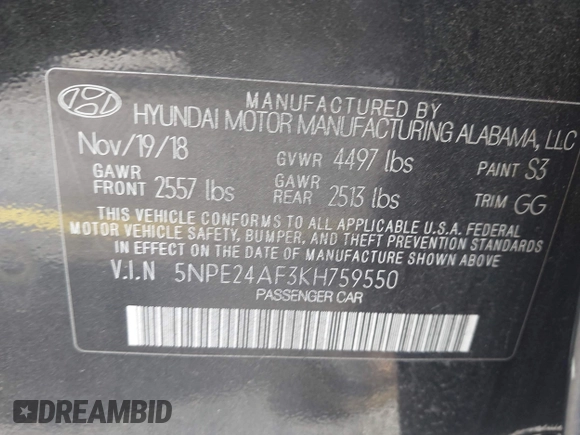 MANUFACTURED BY
HYUNDAI MOTOR MANUFACTURING ALABAMA, LLC
Nov/19/18 GVWR 4497 lbs PAINT S3
GAWR FRONT 2557 lbs GAWR REAR 2513 lbs TRIM GG
THIS VEHICLE CONFORMS TO ALL APPLICABLE U.S.A. FEDERAL
MOTOR VEHICLE SAFETY, BUMPER, AND THEFT PREVENTION STANDARDS
IN EFFECT ON THE DATE OF MANUFACTURE SHOWN ABOVE.
V.I.N 5NPE24AF3KH759550
PASSENGER CAR
DREAMBID